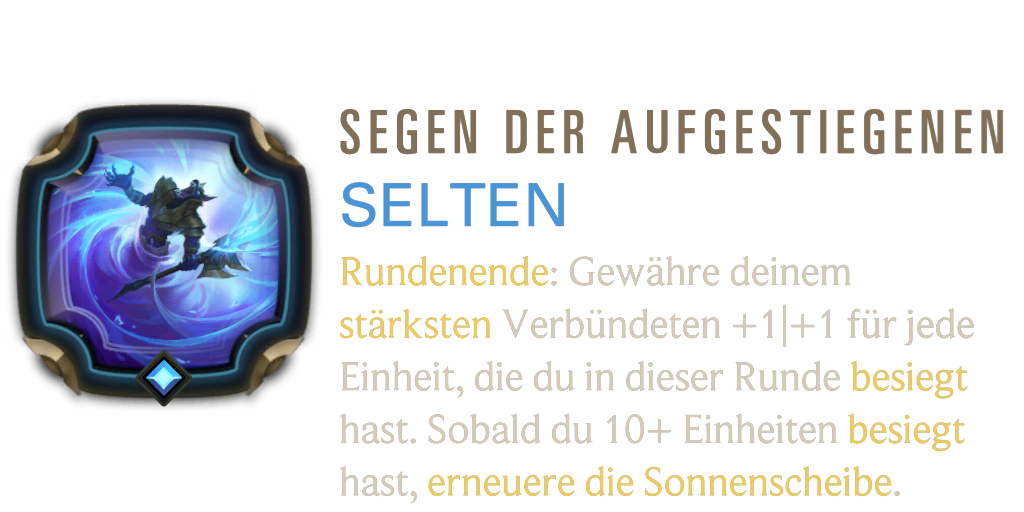 SEGEN DER AUFGESTIEGENEN
SELTEN
Rundenende: Gewähre deinem
stärksten Verbündeten +1|+1 für jede
Einheit, die du in dieser Runde besiegt
hast. Sobald du 10+ Einheiten besiegt
hast, erneuere die Sonnenscheibe.